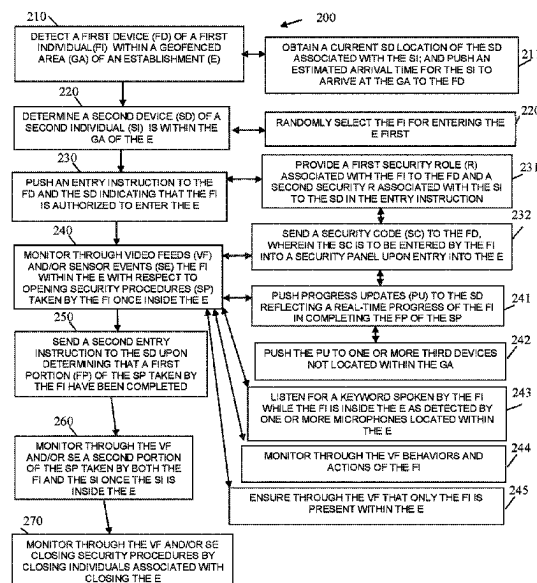 210
200
DETECT A FIRST DEVICE (FD) OF A FIRST
INDIVIDUAL(FI) WITHIN A GEOFENCED
AREA (GA) OF AN ESTABLISHMENT (E)
211
OBTAIN A CURRENT SD LOCATION OF THE SD
ASSOCIATED WITH THE SI; AND PUSH AN
ESTIMATED ARRIVAL TIME FOR THE SI TO
ARRIVE AT THE GA TO THE FD
220
DETERMINE A SECOND DEVICE (SD) OF
A SECOND INDIVIDUAL (SI) IS WITHIN THE
GA OF THE E
220
RANDOMLY SELECT THE FI FOR ENTERING THE
E FIRST
230
PUSH AN ENTRY INSTRUCTION TO THE
FD AND THE SD INDICATING THAT THE FI
IS AUTHORIZED TO ENTER THE E
231
PROVIDE A FIRST SECURITY ROLE (R)
ASSOCIATED WITH THE FI TO THE FD AND A
SECOND SECURITY R ASSOCIATED WITH THE SI
TO THE SD IN THE ENTRY INSTRUCTION
232
SEND A SECURITY CODE (SC) TO THE FD,
WHEREIN THE SC IS TO BE ENTERED BY THE FI
INTO A SECURITY PANEL UPON ENTRY INTO THE E
240
MONITOR THROUGH VIDEO FEEDS (VF)
AND/OR SENSOR EVENTS (SE) THE FI
WITHIN THE E WITH RESPECT TO
OPENING SECURITY PROCEDURES (SP)
TAKEN BY THE FI ONCE INSIDE THE E
241
PUSH PROGRESS UPDATES (PU) TO THE SD
REFLECTING A REAL-TIME PROGRESS OF THE FI
IN COMPLETING THE FP OF THE SP
242
PUSH THE PU TO ONE OR MORE THIRD DEVICES
NOT LOCATED WITHIN THE GA
243
LISTEN FOR A KEYWORD SPOKEN BY THE FI
WHILE THE FI IS INSIDE THE E AS DETECTED BY
ONE OR MORE MICROPHONES LOCATED WITHIN
THE E
244
MONITOR THROUGH THE VF BEHAVIORS AND
ACTIONS OF THE FI
245
ENSURE THROUGH THE VF THAT ONLY THE FI IS
PRESENT WITHIN THE E
250
SEND A SECOND ENTRY
INSTRUCTION TO THE SD UPON
DETERMINING THAT A FIRST
PORTION (FP) OF THE SP TAKEN
BY THE FI HAVE BEEN COMPLETED
260
MONITOR THROUGH THE VF
AND/OR SE A SECOND PORTION
OF THE SP TAKEN BY BOTH THE
FI AND THE SI ONCE THE SI IS
INSIDE THE E
270
MONITOR THROUGH THE VF AND/OR SE
CLOSING SECURITY PROCEDURES BY
CLOSING INDIVIDUALS ASSOCIATED WITH
CLOSING THE E